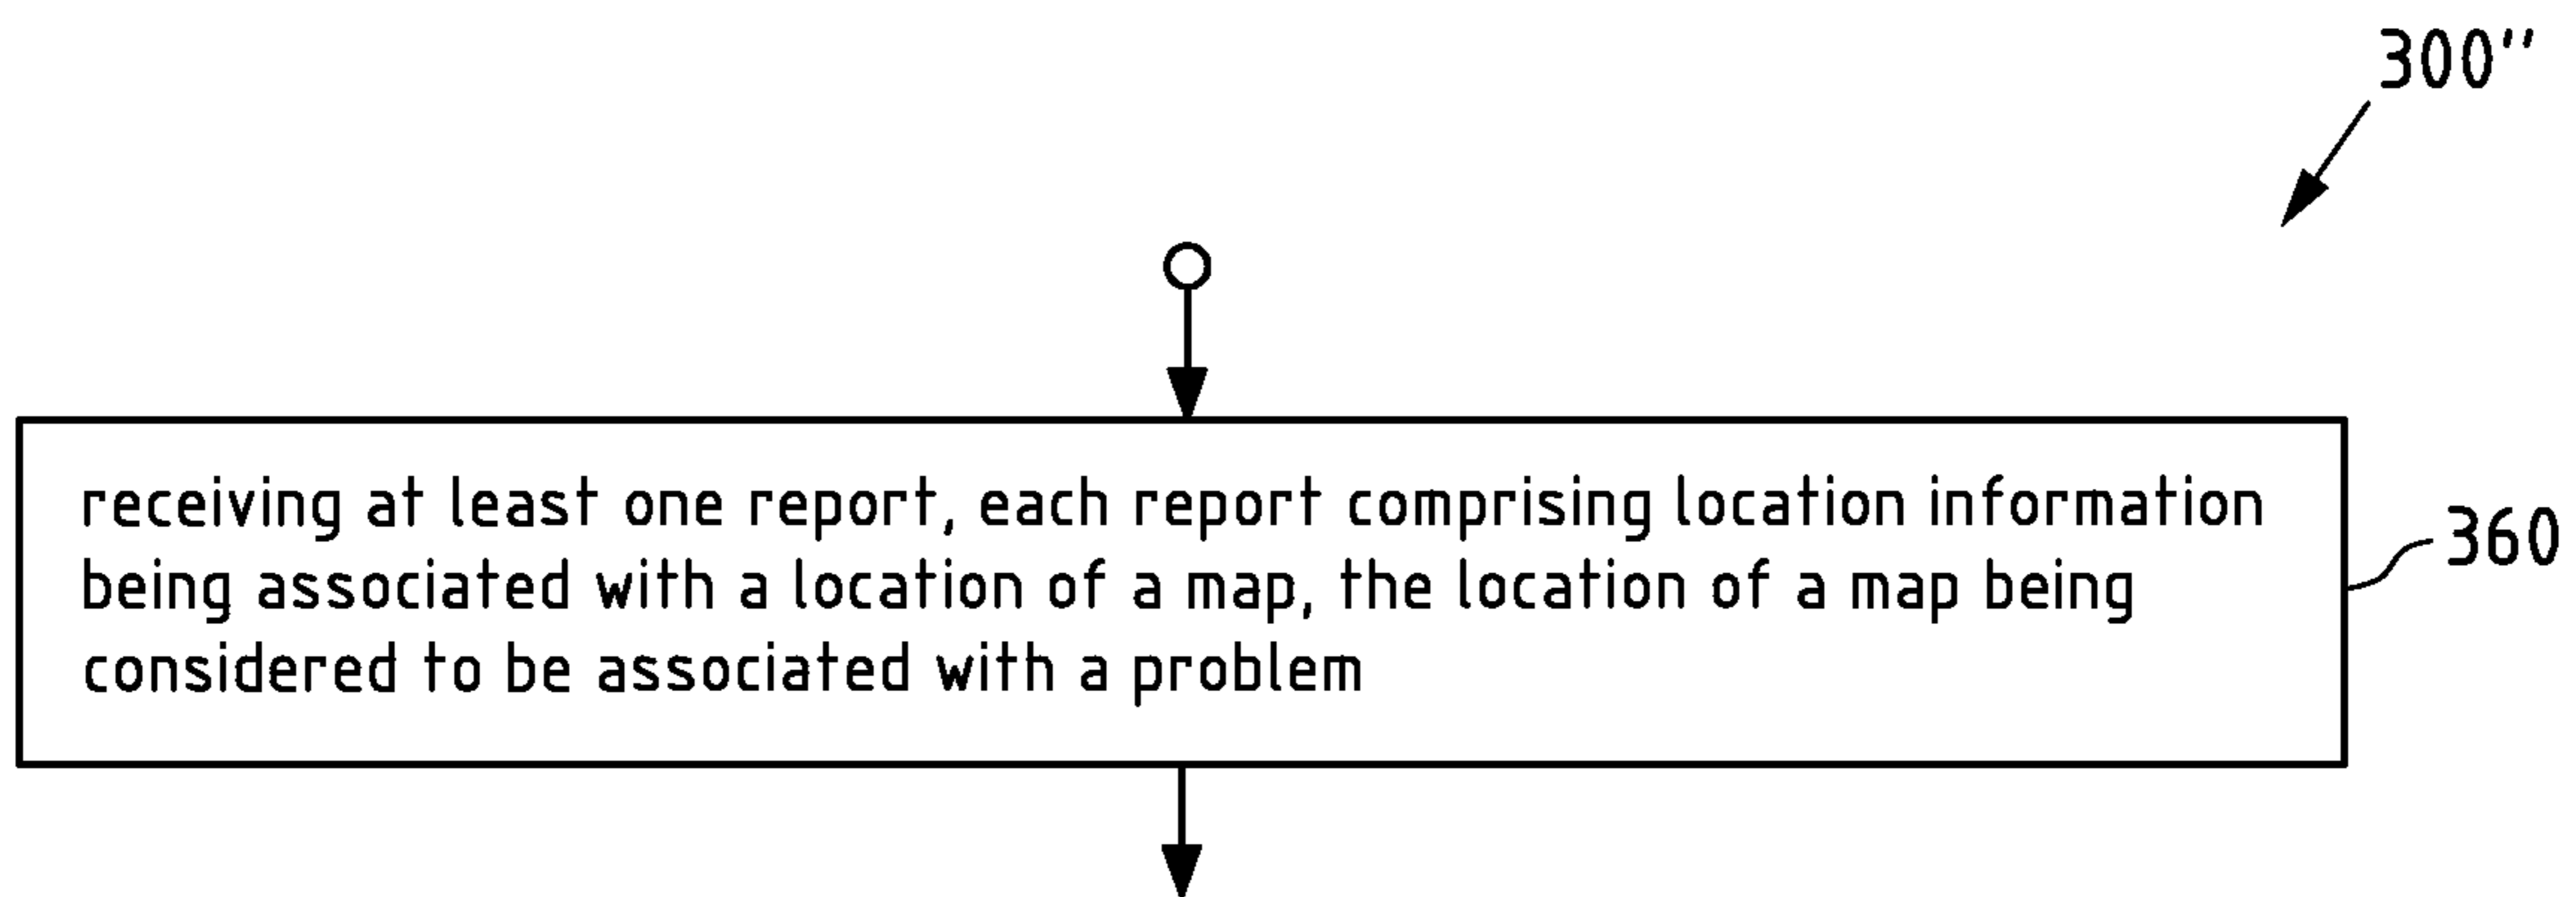 300''
receiving at least one report, each report comprising location information
being associated with a location of a map, the location of a map being
considered to be associated with a problem
360